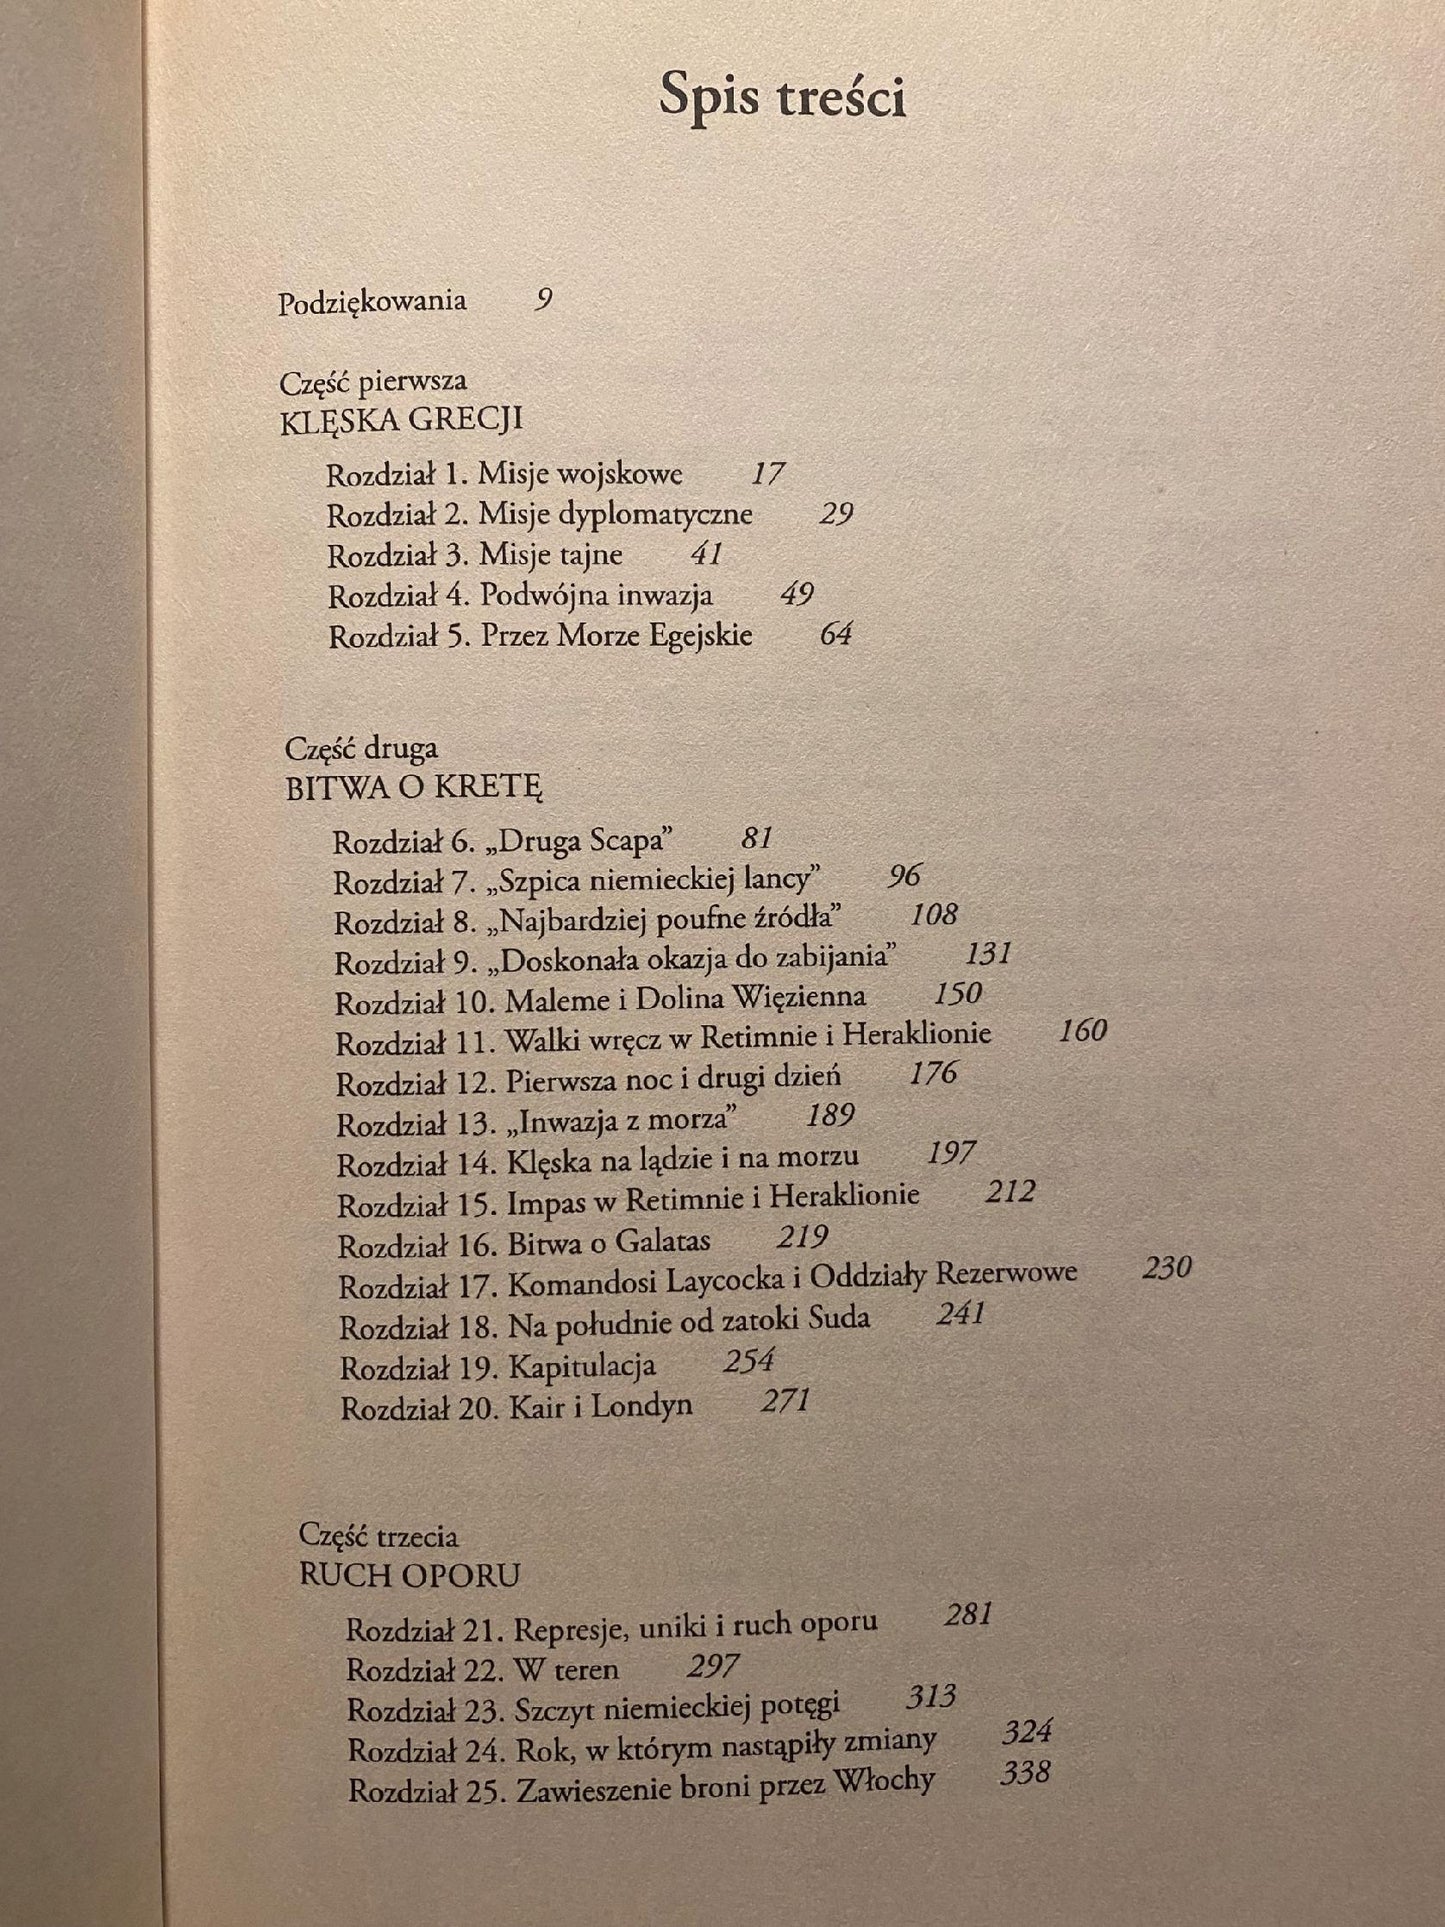 Spis treści
Podziękowania 9
Część pierwsza
KLĘSKA GRECJI
Rozdział 1. Misje wojskowe 17
Rozdział 2. Misje dyplomatyczne 29
Rozdział 3. Misje tajne 41
Rozdział 4. Podwójna inwazja 49
Rozdział 5. Przez Morze Egejskie 64
Część druga
BITWA O KRETĘ
Rozdział 6. „Druga Scapa” 81
Rozdział 7. „Szpica niemieckiej lancy” 96
Rozdział 8. „Najbardziej poufne źródła” 108
Rozdział 9. „Doskonała okazja do zabijania” 131
Rozdział 10. Maleme i Dolina Więzienna 150
Rozdział 11. Walki wręcz w Retimnie i Heraklionie 160
Rozdział 12. Pierwsza noc i drugi dzień 176
Rozdział 13. „Inwazja z morza” 189
Rozdział 14. Klęska na lądzie i na morzu 197
Rozdział 15. Impas w Retimnie i Heraklionie 212
Rozdział 16. Bitwa o Galatas 219
Rozdział 17. Komandosi Laycocka i Oddziały Rezerwowe 230
Rozdział 18. Na południe od zatoki Suda 241
Rozdział 19. Kapitulacja 254
Rozdział 20. Kair i Londyn 271
Część trzecia
RUCH OPORU
Rozdział 21. Represje, uniki i ruch oporu 281
Rozdział 22. W teren 297
Rozdział 23. Szczyt niemieckiej potęgi 313
Rozdział 24. Rok, w którym nastąpiły zmiany 324
Rozdział 25. Zawieszenie broni przez Włochy 338